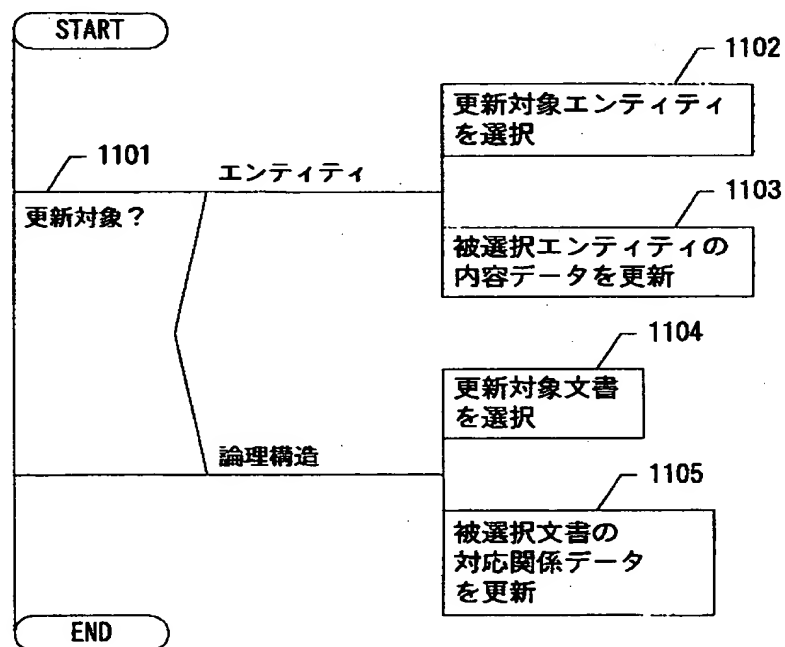 START
1102
更新対象エンティティ
を選択
1101
エンティティ
更新対象？
1103
被選択エンティティの
内容データを更新
1104
更新対象文書
を選択
論理構造
1105
被選択文書の
対応関係データ
を更新
END